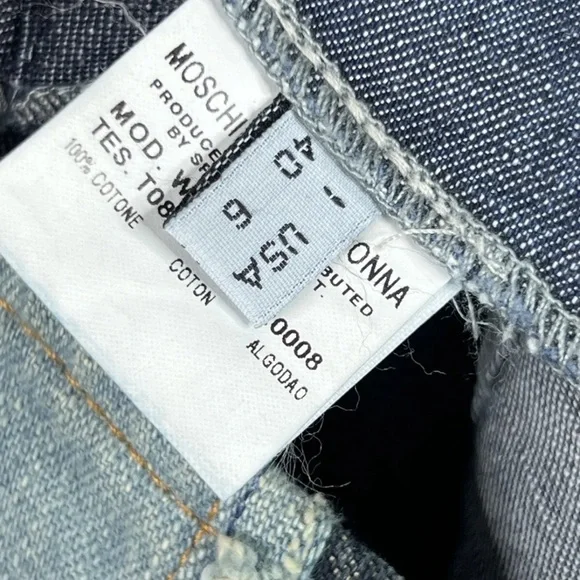 MOSCHI ONNA
PRODUCE BUTED
BY SP T.
MOD. W 0008
TES. T08
100% COTONE COTON ALGODAO
I. 40
USA 6